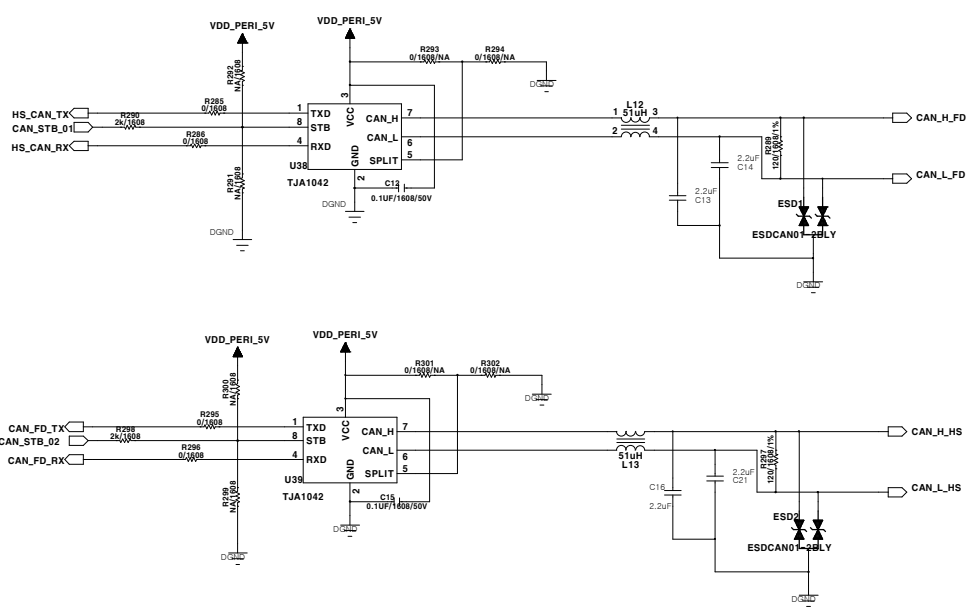 VDD_PERI_5V
VDD_PERI_5V
R293
0/1608/NA
R294
0/1608/NA
DGND
R292
NA/1608
R285
0/1608
HS_CAN_TX
R290
2k/1608
CAN_STB_01
R286
0/1608
HS_CAN_RX
R291
NA/1608
DGND
1
8
4
3
TXD
STB
RXD
VCC
GND
CAN_H
CAN_L
SPLIT
7
6
5
2
U38
TJA1042
C12
0.1UF/1608/50V
DGND
L12
51uH
1
3
2
4
2.2uF
C14
2.2uF
C13
R289
120/1608/1%
CAN_H_FD
CAN_L_FD
ESD1
ESDCAN01-2BLY
DGND
VDD_PERI_5V
VDD_PERI_5V
R301
0/1608/NA
R302
0/1608/NA
DGND
R300
NA/1608
R295
0/1608
CAN_FD_TX
R298
2k/1608
CAN_STB_02
R296
0/1608
CAN_FD_RX
R299
NA/1608
DGND
1
8
4
3
TXD
STB
RXD
VCC
GND
CAN_H
CAN_L
SPLIT
7
6
5
2
U39
TJA1042
C15
0.1UF/1608/50V
DGND
51uH
L13
C16
2.2uF
2.2uF
C21
R297
120/1608/1%
CAN_H_HS
CAN_L_HS
ESD2
ESDCAN01-2BLY
DGND